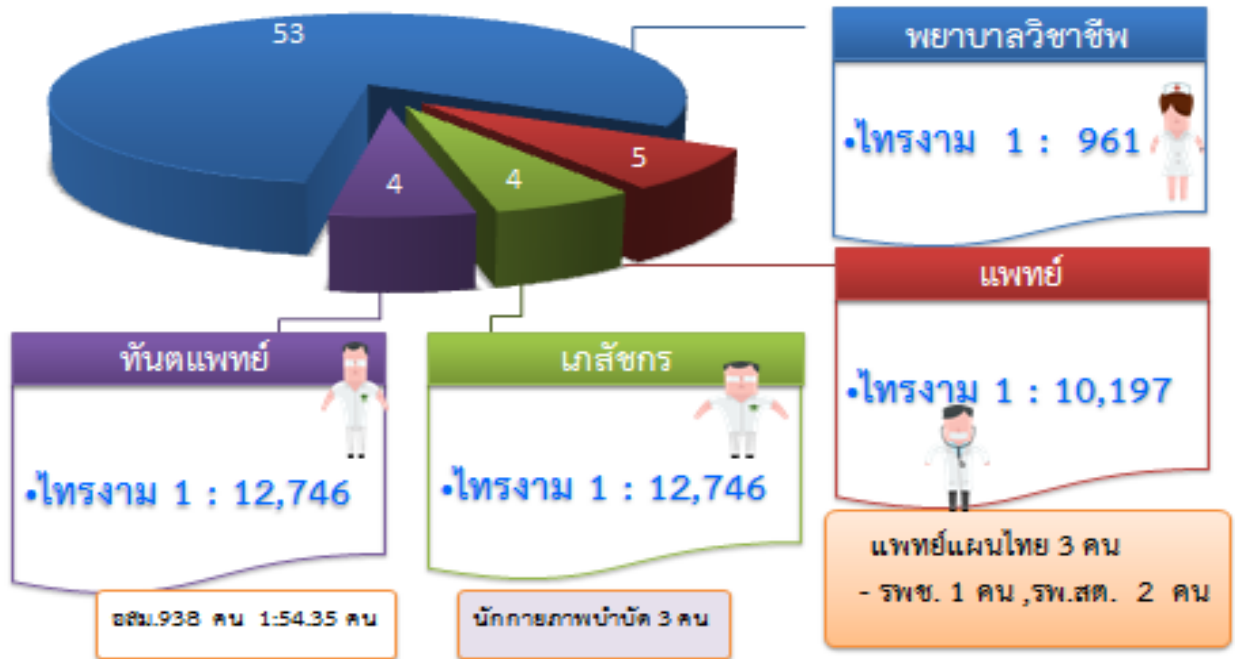 53
พยาบาลวิชาชีพ
•ไทรงาม 1 : 961
5
4
4
แพทย์
•ไทรงาม 1 : 10,197
ทันตแพทย์
•ไทรงาม 1 : 12,746
เภสัชกร
•ไทรงาม 1 : 12,746
แพทย์แผนไทย 3 คน
- รพช. 1 คน ,รพ.สต. 2 คน
อสม.938 คน 1:54.35 คน
นักกายภาพบำบัด 3 คน